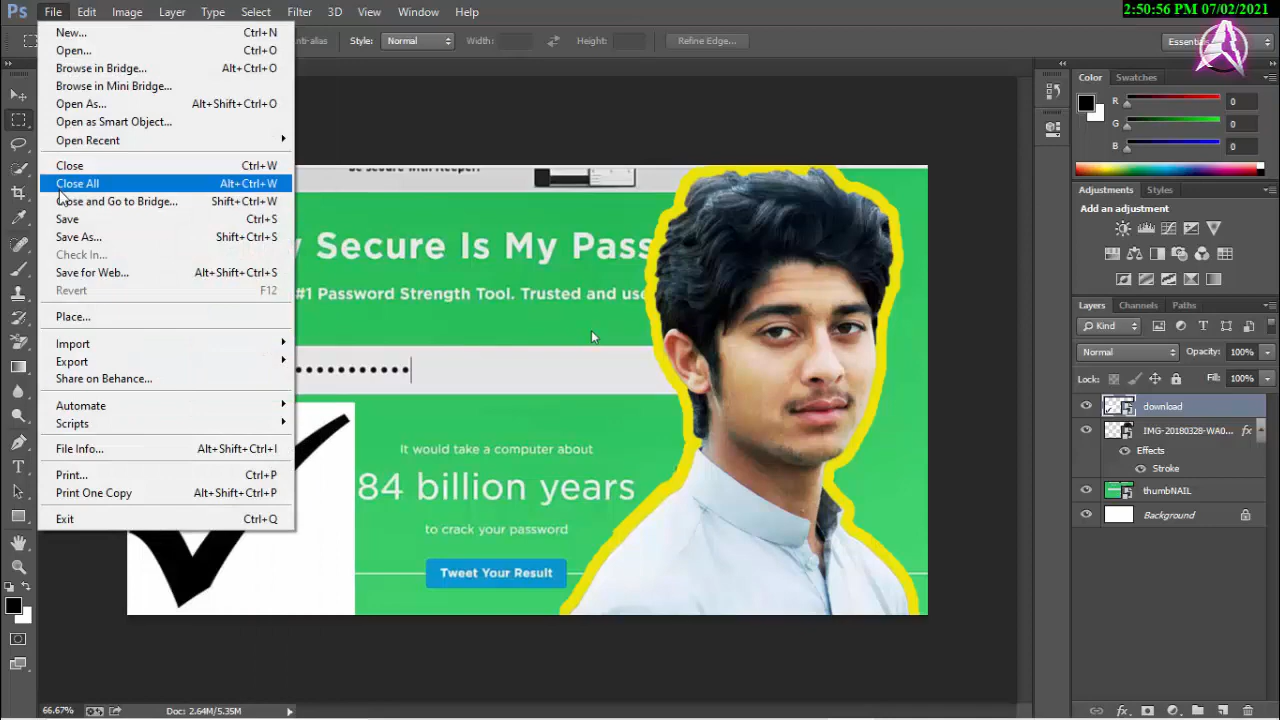 2:50:56 PM 07/02/2021
Ps File Edit Image Layer Type Select Filter 3D View Window Help
Anti-alias Style: Normal Width: Height: Refine Edge...
New... Ctrl+N
Open... Ctrl+O
Browse in Bridge... Alt+Ctrl+O
Browse in Mini Bridge...
Open As... Alt+Shift+Ctrl+O
Open as Smart Object...
Open Recent
Close Ctrl+W
Close All Alt+Ctrl+W
Close and Go to Bridge... Shift+Ctrl+W
Save Ctrl+S
Save As... Shift+Ctrl+S
Check In...
Save for Web... Alt+Shift+Ctrl+S
Revert F12
Place...
Import
Export
Share on Behance...
Automate
Scripts
File Info... Alt+Shift+Ctrl+I
Print... Ctrl+P
Print One Copy Alt+Shift+Ctrl+P
Exit Ctrl+Q
Be Secure with Keeper!
Secure Is My Pass
#1 Password Strength Tool. Trusted and use
It would take a computer about
84 billion years
to crack your password
Tweet Your Result
Essentials
Color Swatches
R 0
G 0
B 0
Adjustments Styles
Add an adjustment
Layers Channels Paths
Kind
Normal Opacity: 100%
Lock: Fill: 100%
download
IMG-20180328-WA0... fx
Effects
Stroke
thumbNAIL
Background
66.67% Doc: 2.64M/5.35M